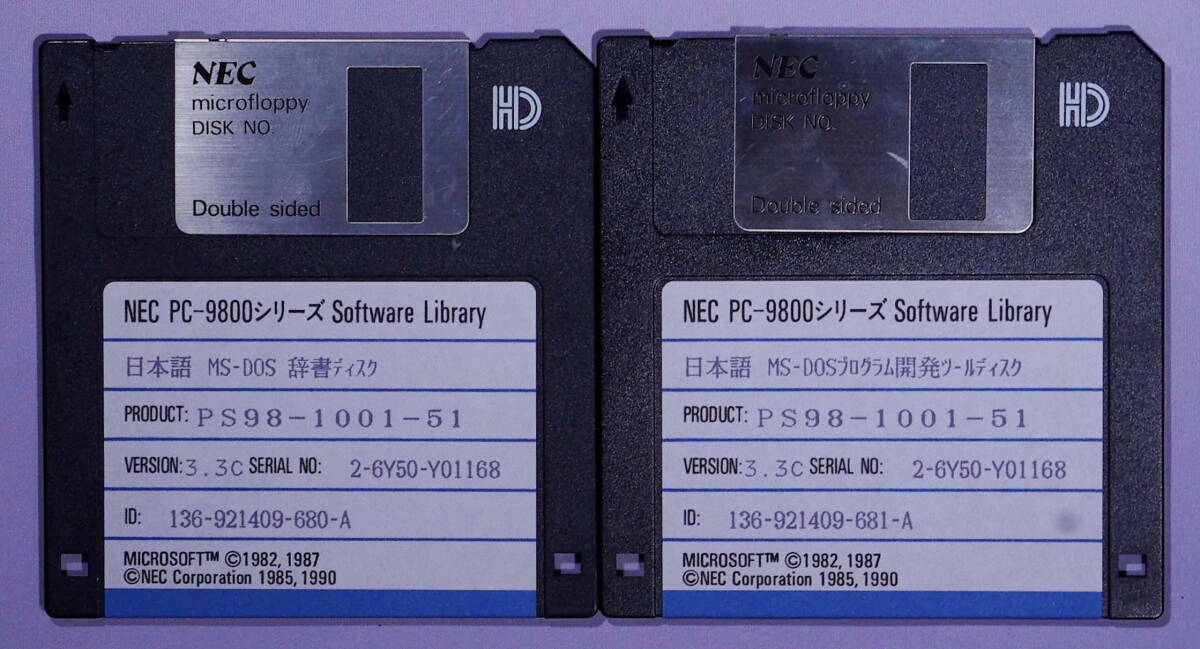 NEC
microfloppy
DISK NO.
Double sided
HD
NEC PC-9800シリーズ Software Library
日本語 MS-DOS 辞書ディスク
PRODUCT: PS98-1001-51
VERSION: 3.3C SERIAL NO: 2-6Y50-Y01168
ID: 136-921409-680-A
MICROSOFT™ ©1982, 1987
©NEC Corporation 1985, 1990
NEC
microfloppy
DISK NO.
Double sided
HD
NEC PC-9800シリーズ Software Library
日本語 MS-DOSプログラム開発ツールディスク
PRODUCT: PS98-1001-51
VERSION: 3.3C SERIAL NO: 2-6Y50-Y01168
ID: 136-921409-681-A
MICROSOFT™ ©1982, 1987
©NEC Corporation 1985, 1990